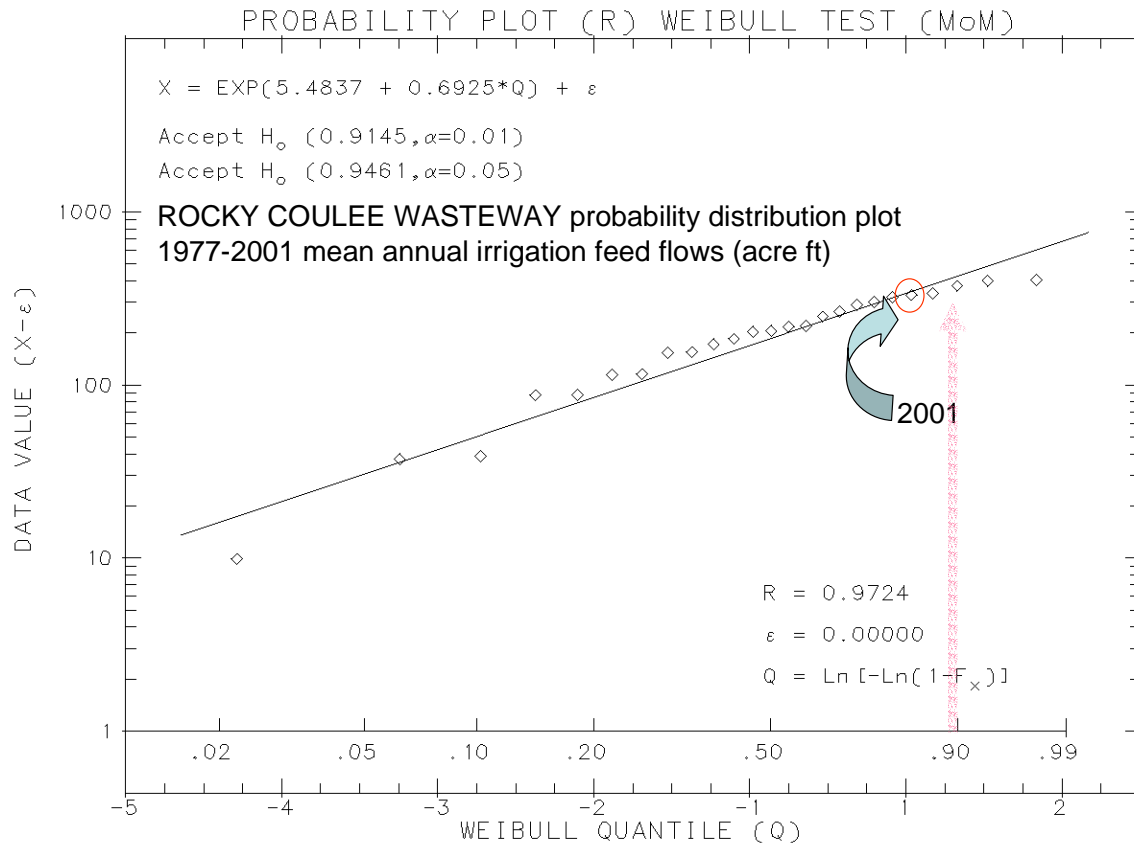 PROBABILITY PLOT (R) WEIBULL TEST (MoM)
X = EXP(5.4837 + 0.6925*Q) + ε
Accept Hₒ (0.9145,α=0.01)
Accept Hₒ (0.9461,α=0.05)
ROCKY COULEE WASTEWAY probability distribution plot
1977-2001 mean annual irrigation feed flows (acre ft)
1000
100
10
1
DATA VALUE (X-ε)
2001
R = 0.9724
ε = 0.00000
Q = Ln[-Ln(1-Fₓ)]
.02 .05 .10 .20 .50 .90 .99
-5 -4 -3 -2 -1 1 2
WEIBULL QUANTILE (Q)